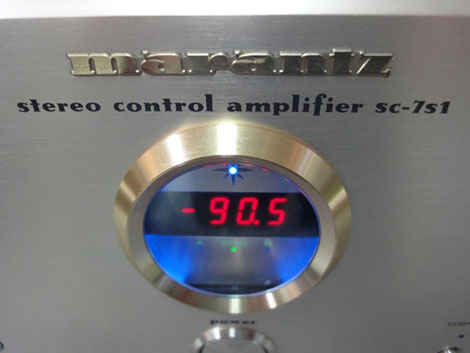 marantz
stereo control amplifier sc-7s1
-90.5
power